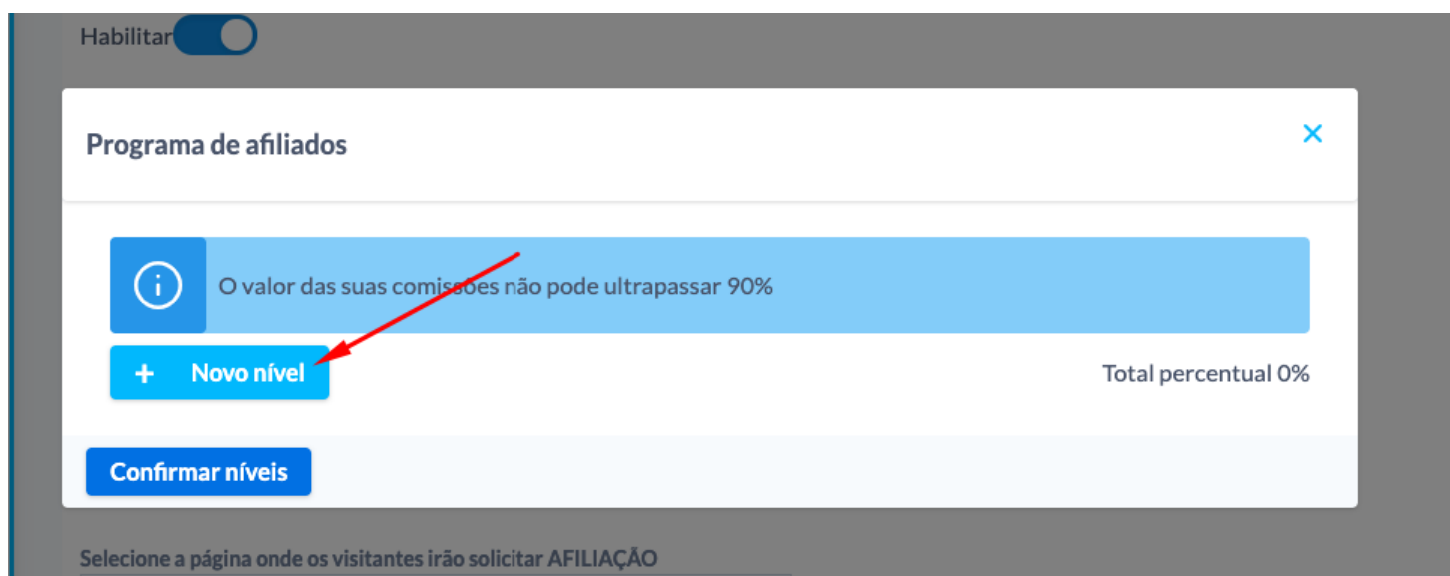 Habilitar
Programa de afiliados
O valor das suas comissões não pode ultrapassar 90%
+ Novo nível
Total percentual 0%
Confirmar níveis
Selecione a página onde os visitantes irão solicitar AFILIAÇÃO